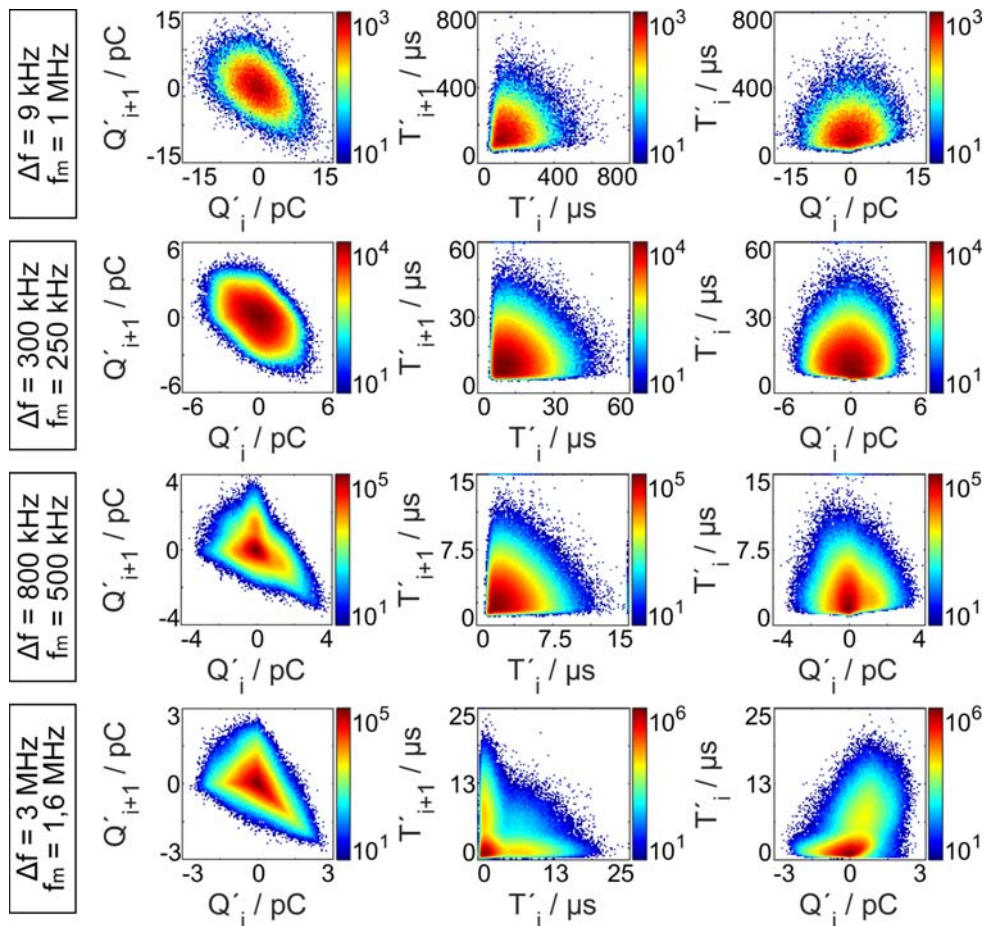 Δf = 9 kHz
fₘ = 1 MHz
Q´ᵢ₊₁ / pC
15
0
-15
-15 0 15
Q´ᵢ / pC
10³
10¹
T´ᵢ₊₁ / µs
800
400
0
0 400 800
T´ᵢ / µs
10³
10¹
T´ᵢ / µs
800
400
0
-15 0 15
Q´ᵢ / pC
10³
10¹
Δf = 300 kHz
fₘ = 250 kHz
Q´ᵢ₊₁ / pC
6
0
-6
-6 0 6
Q´ᵢ / pC
10⁴
10¹
T´ᵢ₊₁ / µs
60
30
0
0 30 60
T´ᵢ / µs
10⁴
10¹
T´ᵢ / µs
60
30
0
-6 0 6
Q´ᵢ / pC
10⁴
10¹
Δf = 800 kHz
fₘ = 500 kHz
Q´ᵢ₊₁ / pC
4
0
-4
-4 0 4
Q´ᵢ / pC
10⁵
10¹
T´ᵢ₊₁ / µs
15
7.5
0
0 7.5 15
T´ᵢ / µs
10⁵
10¹
T´ᵢ / µs
15
7.5
0
-4 0 4
Q´ᵢ / pC
10⁵
10¹
Δf = 3 MHz
fₘ = 1,6 MHz
Q´ᵢ₊₁ / pC
3
0
-3
-3 0 3
Q´ᵢ / pC
10⁵
10¹
T´ᵢ₊₁ / µs
25
13
0
0 13 25
T´ᵢ / µs
10⁶
10¹
T´ᵢ / µs
25
13
0
-3 0 3
Q´ᵢ / pC
10⁶
10¹